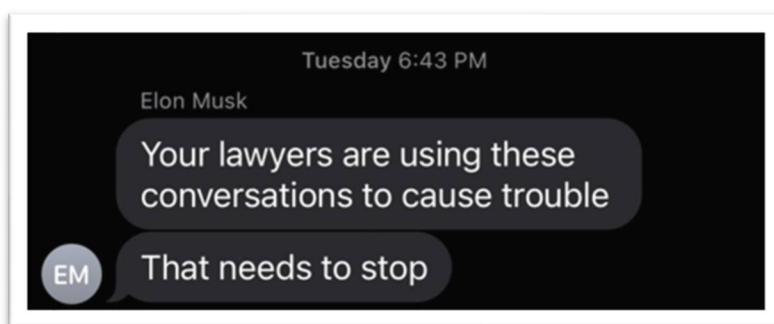 Tuesday 6:43 PM
Elon Musk
Your lawyers are using these
conversations to cause trouble
EM
That needs to stop